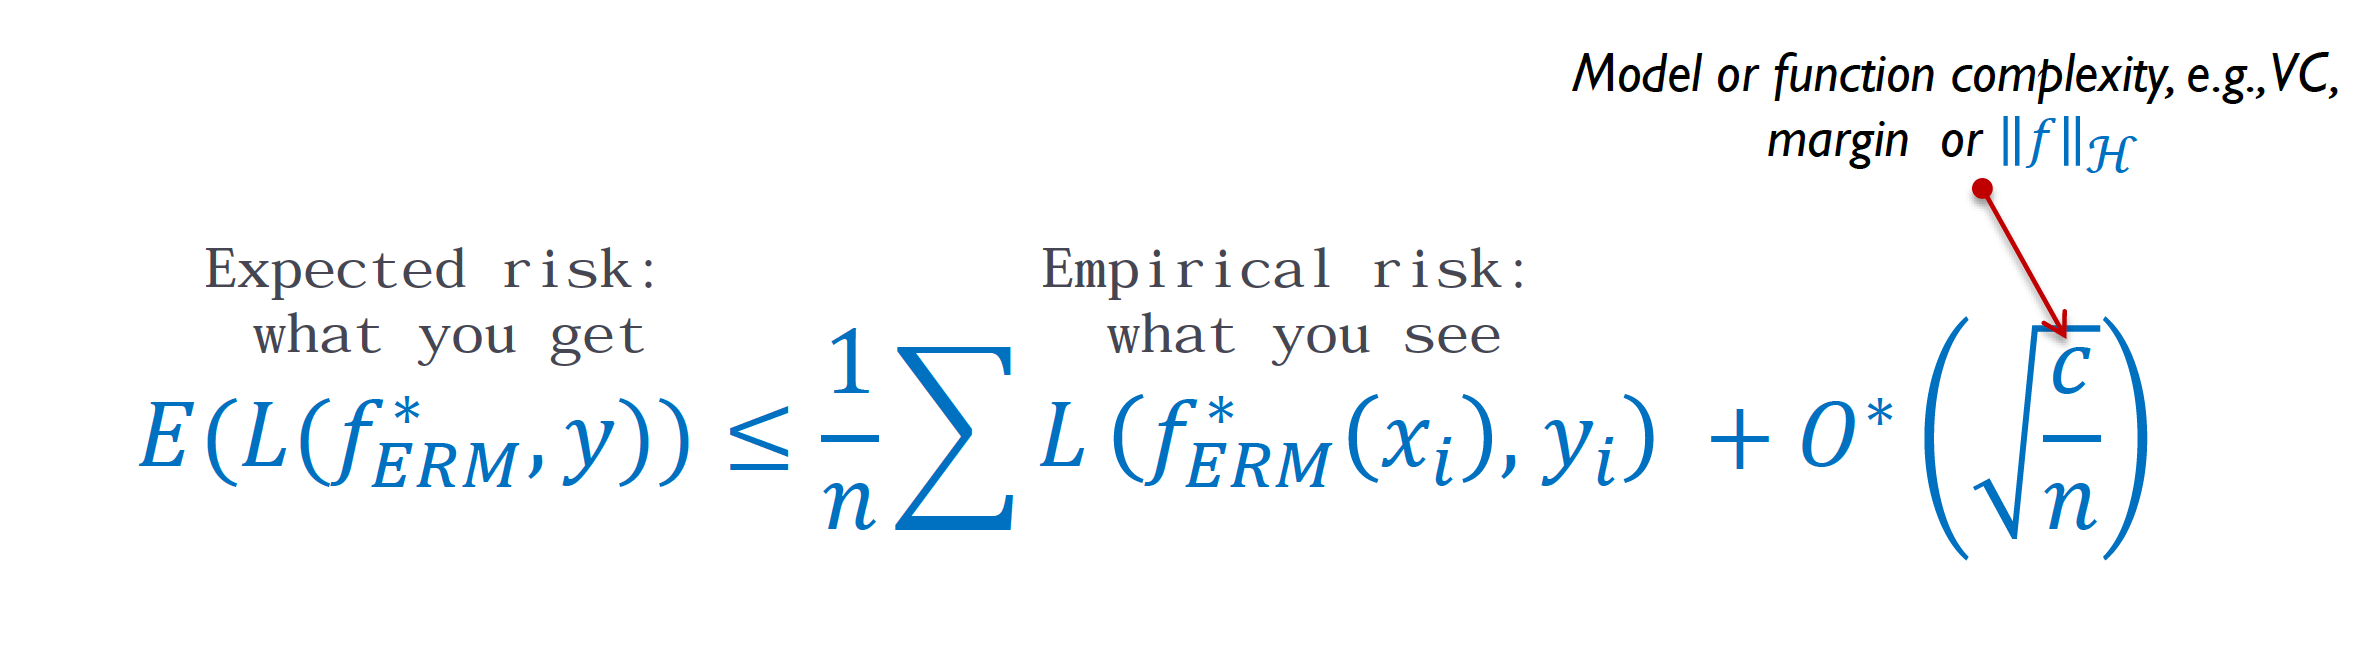 Model or function complexity, e.g., VC,
margin or ‖f‖_ℋ
Expected risk:
what you get
Empirical risk:
what you see
E(L(f*_ERM, y)) ≤ 1/n ∑ L(f*_ERM(x_i), y_i) + O*(√(c/n))